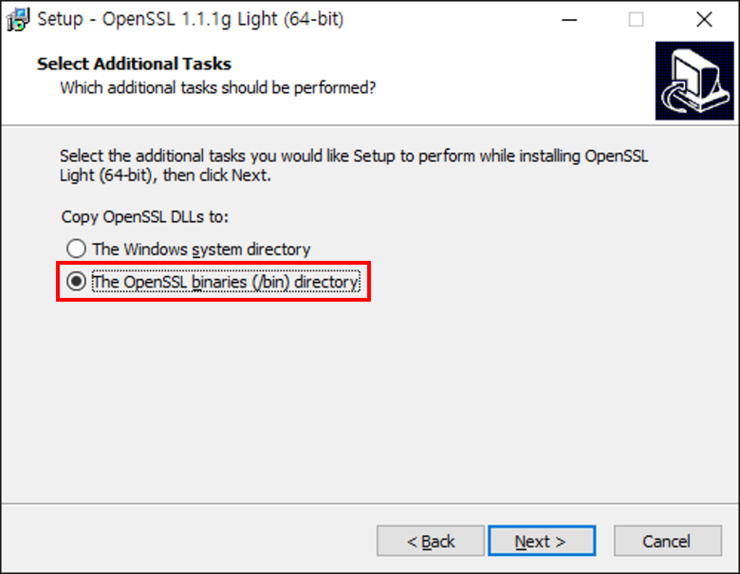 Setup - OpenSSL 1.1.1g Light (64-bit)
Select Additional Tasks
Which additional tasks should be performed?
Select the additional tasks you would like Setup to perform while installing OpenSSL
Light (64-bit), then click Next.
Copy OpenSSL DLLs to:
The Windows system directory
The OpenSSL binaries (/bin) directory
< Back
Next >
Cancel